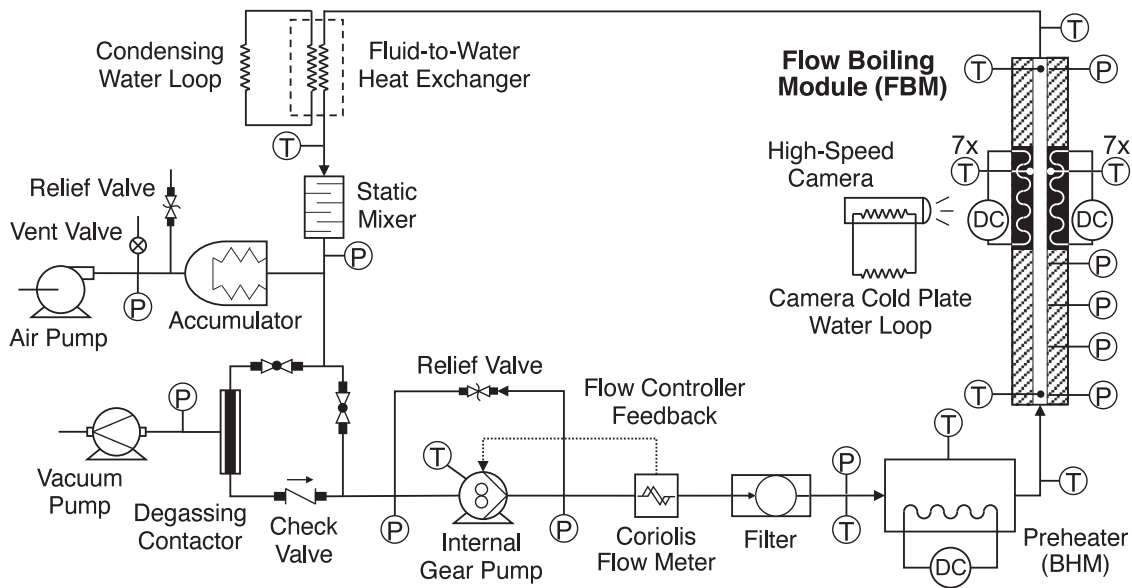 Condensing
Water Loop
Fluid-to-Water
Heat Exchanger
T
T
Flow Boiling
Module (FBM)
T
P
7x
T
7x
T
High-Speed
Camera
DC
DC
Camera Cold Plate
Water Loop
P
P
P
T
P
Static
Mixer
P
Relief Valve
Vent Valve
P
Air Pump
Accumulator
Relief Valve
Flow Controller
Feedback
P
Vacuum
Pump
Degassing
Contactor
Check
Valve
P
T
Internal
Gear Pump
P
Coriolis
Flow Meter
Filter
P
T
T
T
DC
Preheater
(BHM)